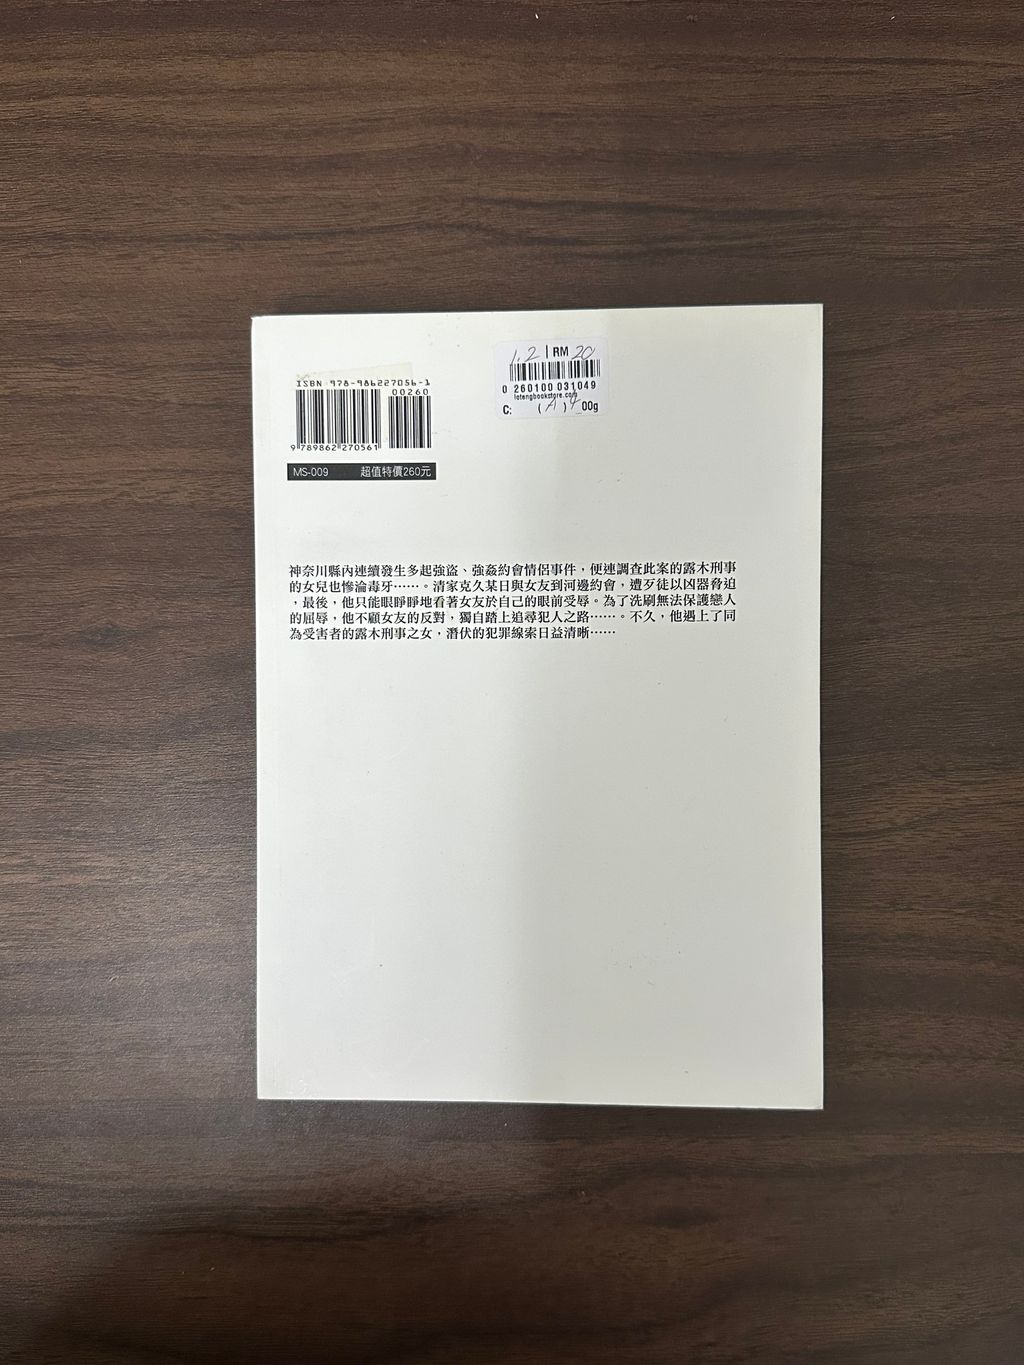 ISBN 978-986227056-1
00260
9 789862 270561
MS-009 超值特價260元
1.2 | RM 20
0 260100 031049
lotengbookstore.com
C: (A) 4 00g
神奈川縣內連續發生多起強盜、強姦約會情侶事件，便連調查此案的露木刑事
的女兒也慘淪毒牙⋯⋯。清家克久某日與女友到河邊約會，遭歹徒以凶器脅迫
，最後，他只能眼睜睜地看著女友於自己的眼前受辱。為了洗刷無法保護戀人
的屈辱，他不顧女友的反對，獨自踏上追尋犯人之路⋯⋯。不久，他遇上了同
為受害者的露木刑事之女，潛伏的犯罪線索日益清晰⋯⋯